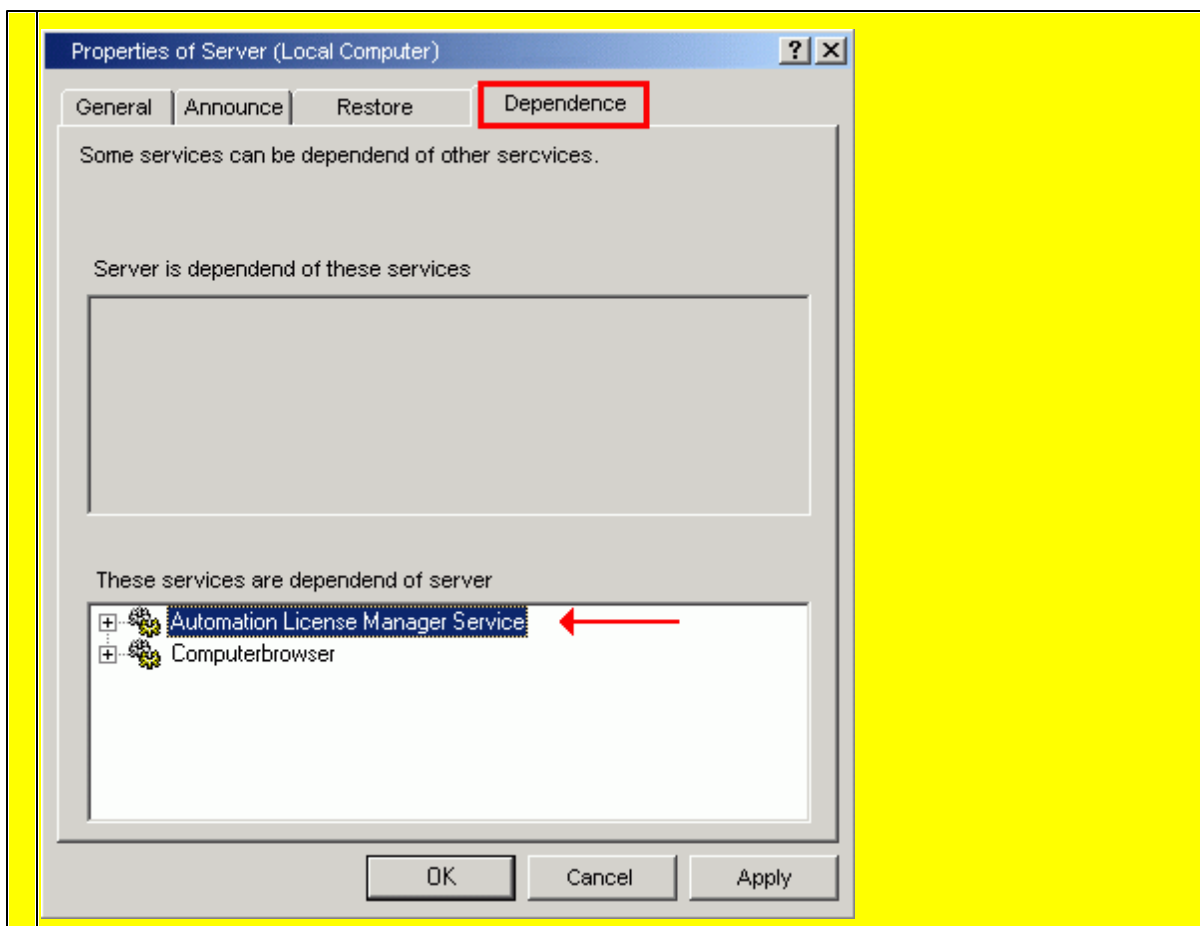 Properties of Server (Local Computer)
General Announce Restore Dependence
Some services can be dependend of other sercvices.
Server is dependend of these services
These services are dependend of server
Automation License Manager Service
Computerbrowser
OK Cancel Apply